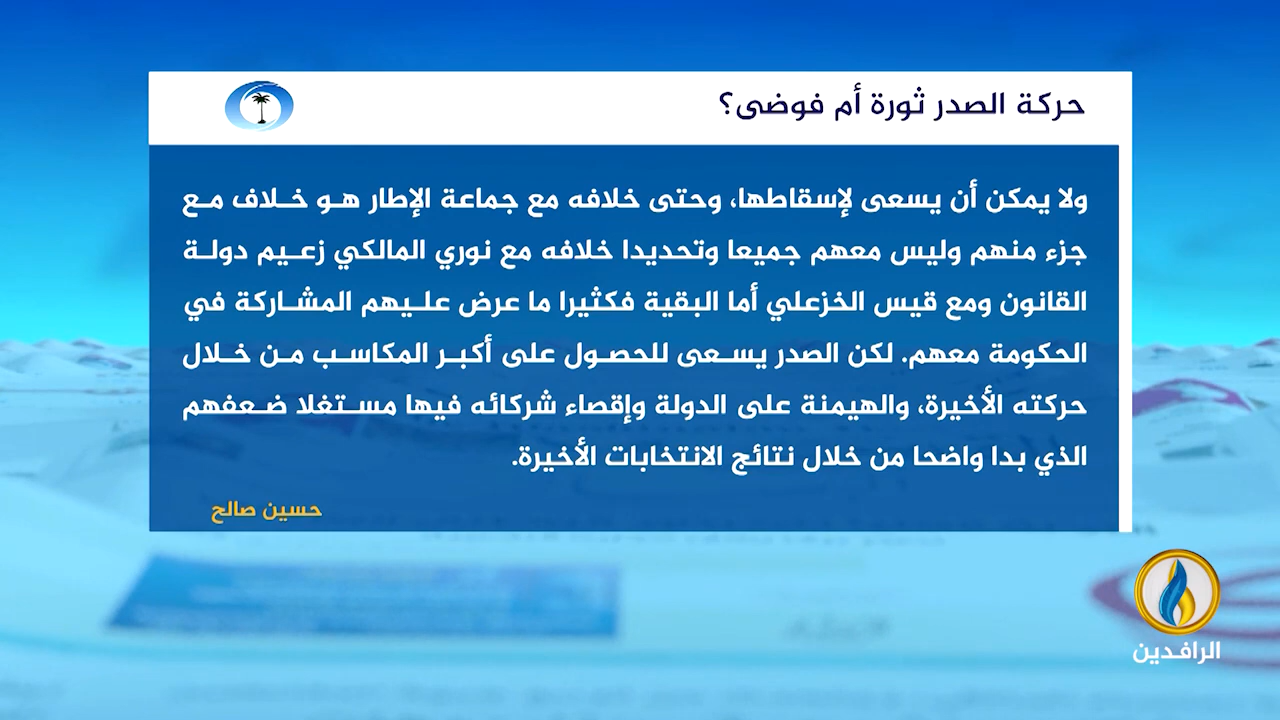 حركة الصدر ثورة أم فوضى؟
ولا يمكن أن يسعى لإسقاطها، وحتى خلافه مع جماعة الإطار هو خلاف مع
جزء منهم وليس معهم جميعا وتحديدا خلافه مع نوري المالكي زعيم دولة
القانون ومع قيس الخزعلي أما البقية فكثيرا ما عرض عليهم المشاركة في
الحكومة معهم. لكن الصدر يسعى للحصول على أكبر المكاسب من خلال
حركته الأخيرة، والهيمنة على الدولة وإقصاء شركائه فيها مستغلا ضعفهم
الذي بدا واضحا من خلال نتائج الانتخابات الأخيرة.
حسين صالح
الرافدين